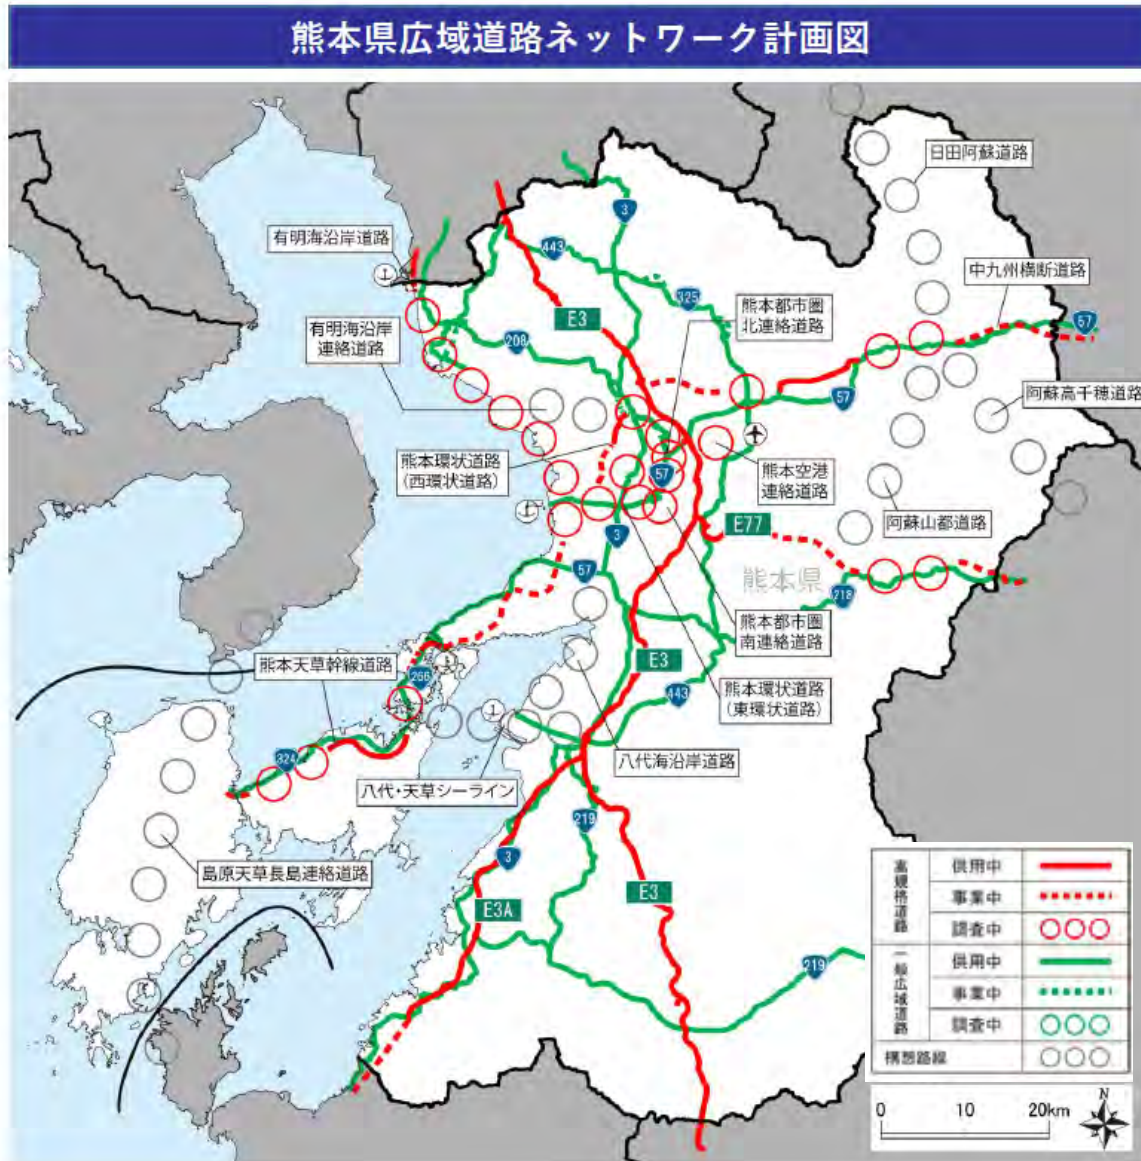 熊本県広域道路ネットワーク計画図
日田阿蘇道路
3
有明海沿岸道路
443
中九州横断道路
325
熊本都市圏
北連絡道路
E3
57
有明海沿岸
連絡道路
208
阿蘇高千穂道路
57
熊本環状道路
(西環状道路)
熊本空港
連絡道路
57
阿蘇山都道路
E77
3
57
熊本県
218
熊本都市圏
南連絡道路
熊本天草幹線道路
E3
266
443
熊本環状道路
(東環状道路)
324
八代海沿岸道路
八代・天草シーライン
219
3
島原天草長島連絡道路
E3
E3A
219
高規格道路
供用中
事業中
調査中
一般広域道路
供用中
事業中
調査中
構想路線
0 10 20km
N